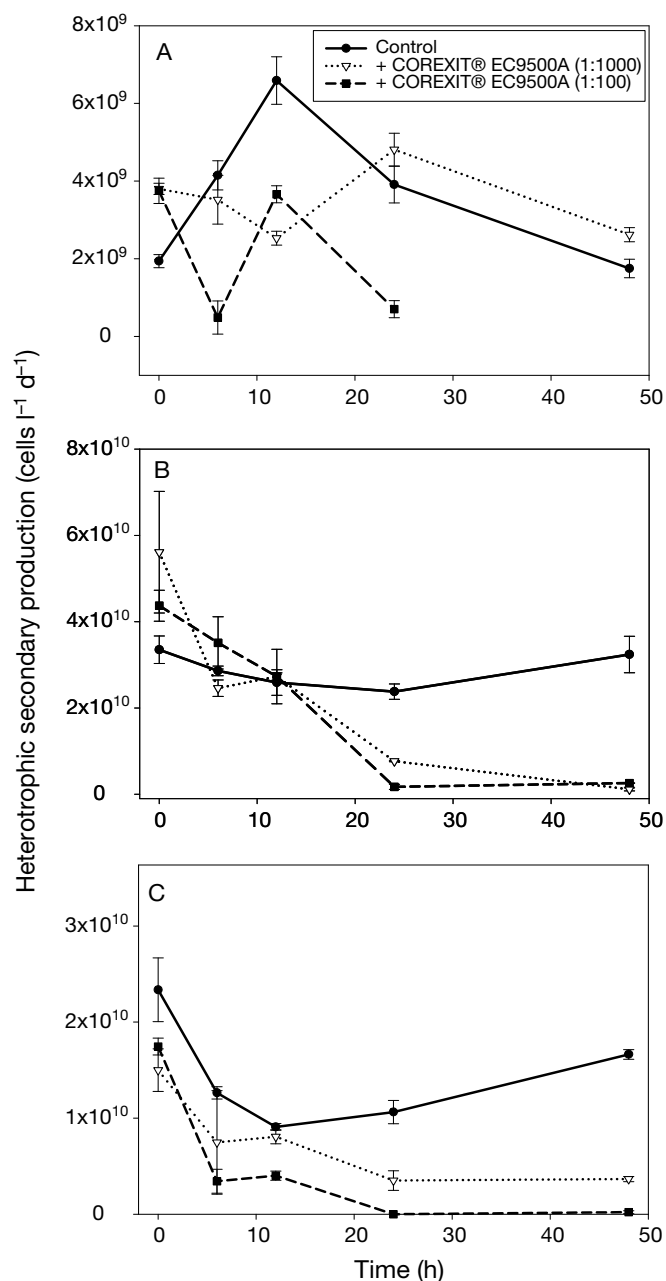 Heterotrophic secondary production (cells l⁻¹ d⁻¹)
A
Control
+ COREXIT® EC9500A (1:1000)
+ COREXIT® EC9500A (1:100)
8x10⁹
6x10⁹
4x10⁹
2x10⁹
0
0 10 20 30 40 50
B
8x10¹⁰
6x10¹⁰
4x10¹⁰
2x10¹⁰
0
0 10 20 30 40 50
C
3x10¹⁰
2x10¹⁰
1x10¹⁰
0
0 10 20 30 40 50
Time (h)